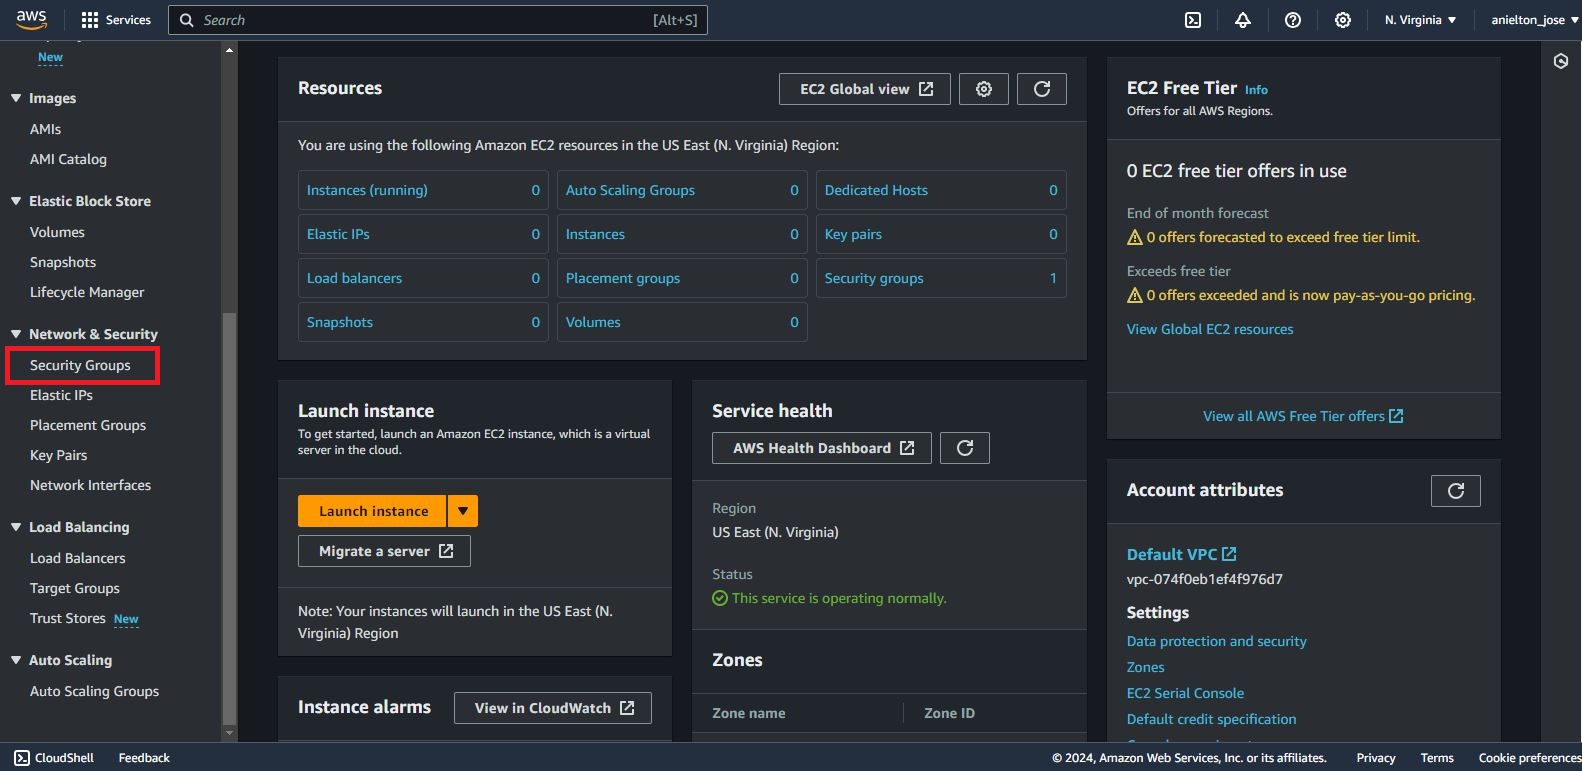 aws
Services
Search
[Alt+S]
N. Virginia
anielton_jose
New
Images
AMIs
AMI Catalog
Elastic Block Store
Volumes
Snapshots
Lifecycle Manager
Network & Security
Security Groups
Elastic IPs
Placement Groups
Key Pairs
Network Interfaces
Load Balancing
Load Balancers
Target Groups
Trust Stores New
Auto Scaling
Auto Scaling Groups
Resources
EC2 Global view
You are using the following Amazon EC2 resources in the US East (N. Virginia) Region:
Instances (running) 0
Auto Scaling Groups 0
Dedicated Hosts 0
Elastic IPs 0
Instances 0
Key pairs 0
Load balancers 0
Placement groups 0
Security groups 1
Snapshots 0
Volumes 0
Launch instance
To get started, launch an Amazon EC2 instance, which is a virtual
server in the cloud.
Launch instance
Migrate a server
Note: Your instances will launch in the US East (N.
Virginia) Region
Instance alarms
View in CloudWatch
Service health
AWS Health Dashboard
Region
US East (N. Virginia)
Status
This service is operating normally.
Zones
Zone name
Zone ID
EC2 Free Tier Info
Offers for all AWS Regions.
0 EC2 free tier offers in use
End of month forecast
0 offers forecasted to exceed free tier limit.
Exceeds free tier
0 offers exceeded and is now pay-as-you-go pricing.
View Global EC2 resources
View all AWS Free Tier offers
Account attributes
Default VPC
vpc-074f0eb1ef4f976d7
Settings
Data protection and security
Zones
EC2 Serial Console
Default credit specification
CloudShell
Feedback
© 2024, Amazon Web Services, Inc. or its affiliates.
Privacy
Terms
Cookie preferences